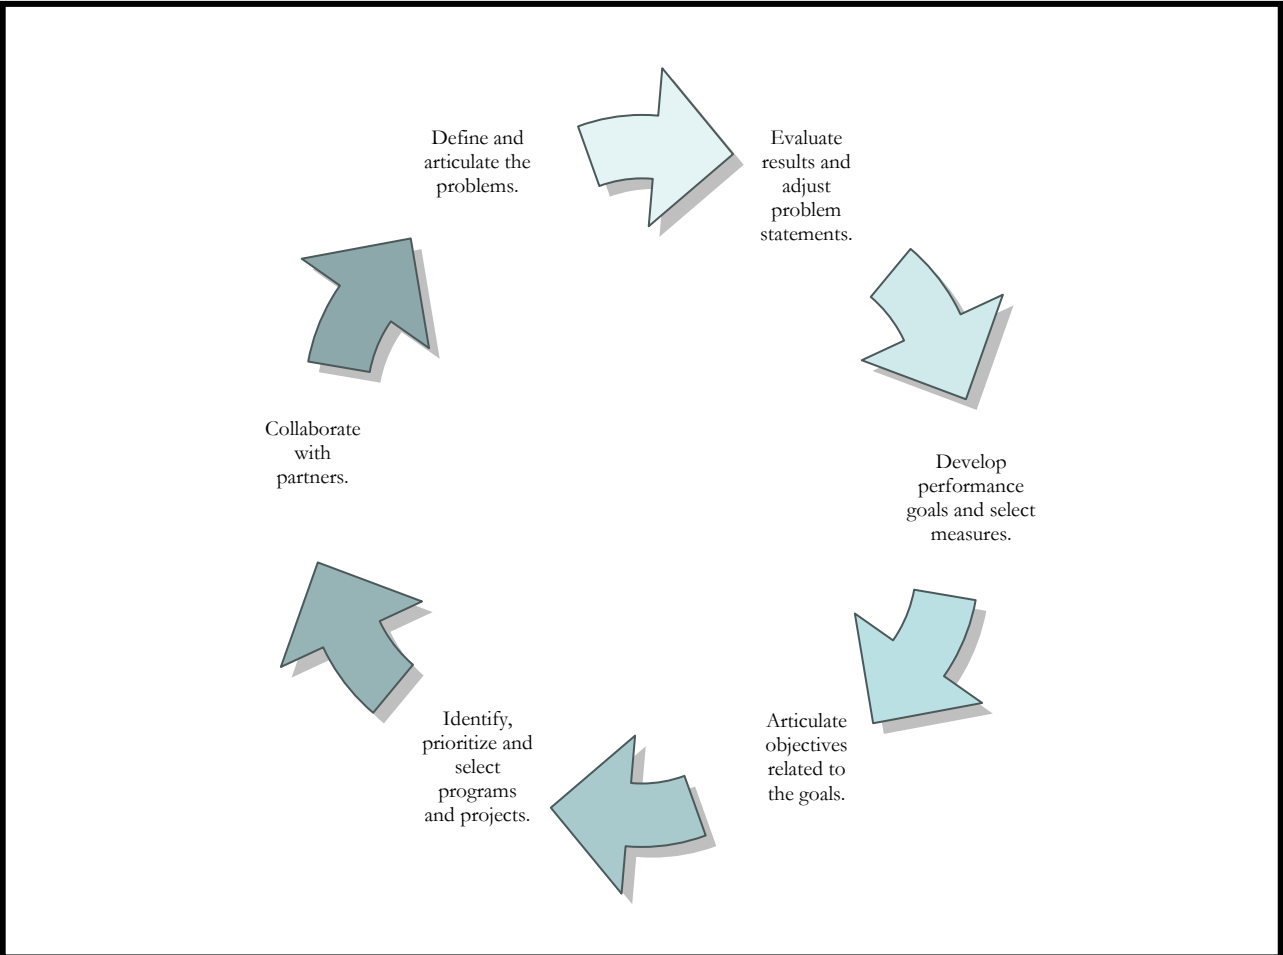 Define and
articulate the
problems.
Evaluate
results and
adjust
problem
statements.
Develop
performance
goals and select
measures.
Articulate
objectives
related to
the goals.
Identify,
prioritize and
select
programs
and projects.
Collaborate
with
partners.